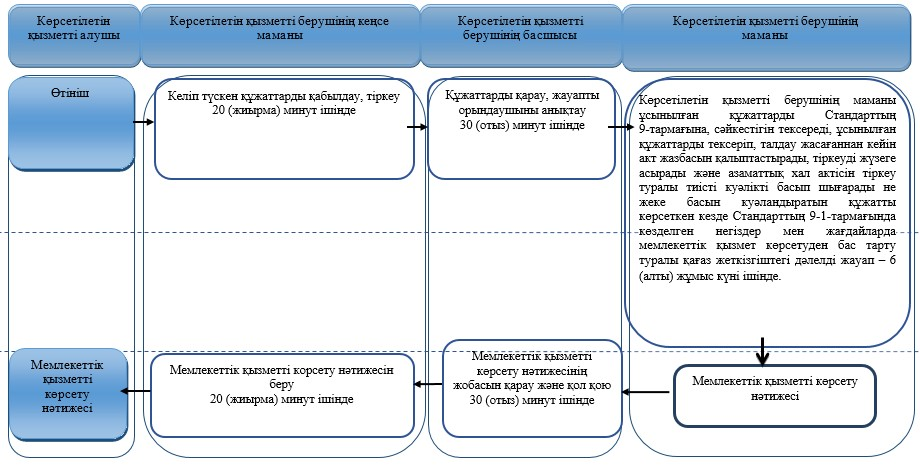 Көрсетілетін
қызметті алушы
Көрсетілетін қызметті берушінің кеңсе
маманы
Көрсетілетін қызметті
берушінің басшысы
Көрсетілетін қызметті берушінің
маманы
Өтініш
Келіп түскен құжаттарды қабылдау, тіркеу
20 (жиырма) минут ішінде
Құжаттарды қарау, жауапты
орындаушыны анықтау
30 (отыз) минут ішінде
Көрсетілетін қызметті берушінің маманы
ұсынылған құжаттарды Стандарттың
9-тармағына, сәйкестігін тексереді, ұсынылған
құжаттарды тексеріп, талдау жасағаннан кейін
акт жазбасын қалыптастырады, тіркеуді жүзеге
асырады және азаматтық хал актісін тіркеу
туралы тиісті куәлікті басып шығарады не
жеке басын куәландыратын құжатты
көрсеткен кезде Стандарттың 9-1-тармағында
көзделген негіздер мен жағдайларда
мемлекеттік қызмет көрсетуден бас тарту
туралы қағаз жеткізгіштегі дәлелді жауап – 6
(алты) жұмыс күні ішінде.
Мемлекеттік
қызметті
көрсету
нәтижесі
Мемлекеттік қызметті корсету нәтижесін
беру
20 (жиырма) минут ішінде
Мемлекеттік қызметті
көрсету нәтижесінің
жобасын қарау және қол қою
30 (отыз) минут ішінде
Мемлекеттік қызметті көрсету
нәтижесі